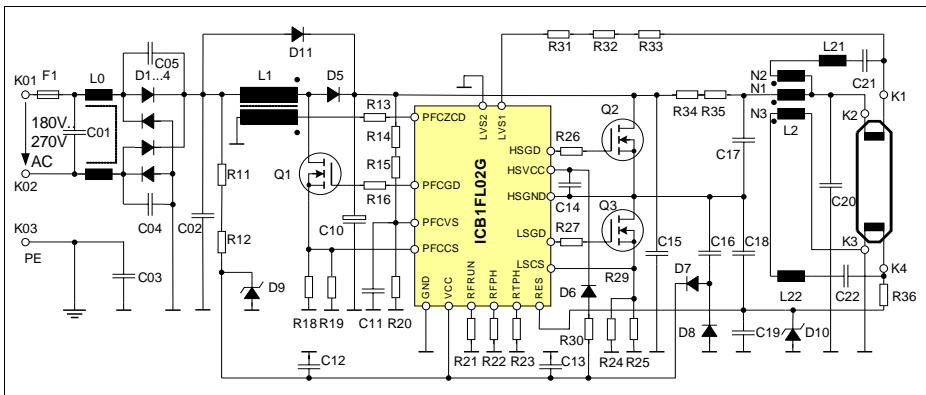 C05
D11
R31
R32
R33
L21
K01
F1
L0
D1...4
L1
D5
N2
C21
R13
N1
K1
R34
R35
PFCZCD
LVS2
LVS1
Q2
N3
K2
180V...
270V
AC
C01
R14
HSGD
R26
L2
R15
C17
R11
Q1
HSVCC
K02
PFCGD
R16
ICB1FL02G
HSGND
C14
Q3
C20
C04
C02
C10
PFCVS
LSGD
R27
K03
PE
R12
C15
C16
C18
K3
PFCCS
D7
K4
C03
LSCS
R29
D9
GND
VCC
RFRUN
RFPH
RTPH
RES
D6
L22
C22
R36
R18
R19
C11
R20
R30
D8
C19
D10
R21
R22
R23
R24
R25
C12
C13